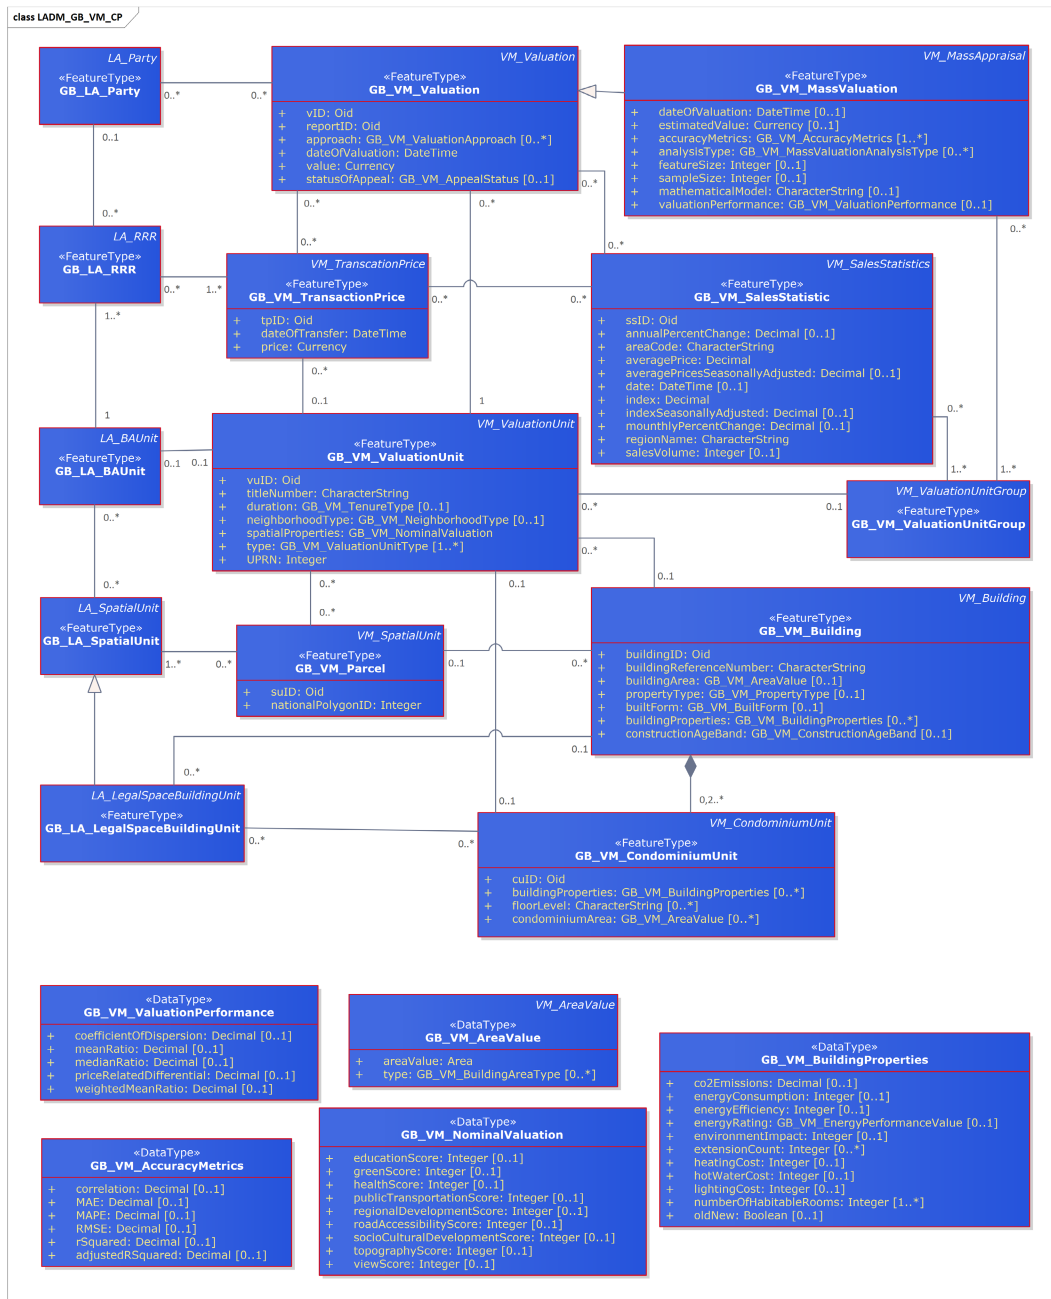 class LADM_GB_VM_CP
LA_Party
«FeatureType»
GB_LA_Party
0..*
0..*
0..1
0..*
VM_Valuation
«FeatureType»
GB_VM_Valuation
+ vID: Oid
+ reportID: Oid
+ approach: GB_VM_ValuationApproach [0..*]
+ dateOfValuation: DateTime
+ value: Currency
+ statusOfAppeal: GB_VM_AppealStatus [0..1]
VM_MassAppraisal
«FeatureType»
GB_VM_MassValuation
+ dateOfValuation: DateTime [0..1]
+ estimatedValue: Currency [0..1]
+ accuracyMetrics: GB_VM_AccuracyMetrics [1..*]
+ analysisType: GB_VM_MassValuationAnalysisType [0..*]
+ featureSize: Integer [0..1]
+ sampleSize: Integer [0..1]
+ mathematicalModel: CharacterString [0..1]
+ valuationPerformance: GB_VM_ValuationPerformance [0..1]
0..*
0..*
0..*
0..*
0..*
0..*
LA_RRR
«FeatureType»
GB_LA_RRR
0..*
1..*
1..*
1
VM_TranscationPrice
«FeatureType»
GB_VM_TransactionPrice
+ tpID: Oid
+ dateOfTransfer: DateTime
+ price: Currency
0..*
0..*
0..*
0..1
1
VM_SalesStatistics
«FeatureType»
GB_VM_SalesStatistic
+ ssID: Oid
+ annualPercentChange: Decimal [0..1]
+ areaCode: CharacterString
+ averagePrice: Decimal
+ averagePricesSeasonallyAdjusted: Decimal [0..1]
+ date: DateTime [0..1]
+ index: Decimal
+ indexSeasonallyAdjusted: Decimal [0..1]
+ mounthlyPercentChange: Decimal [0..1]
+ regionName: CharacterString
+ salesVolume: Integer [0..1]
0..*
1..*
1..*
LA_BAUnit
«FeatureType»
GB_LA_BAUnit
0..1
0..1
0..*
0..*
VM_ValuationUnit
«FeatureType»
GB_VM_ValuationUnit
+ vuID: Oid
+ titleNumber: CharacterString
+ duration: GB_VM_TenureType [0..1]
+ neighborhoodType: GB_VM_NeighborhoodType [0..1]
+ spatialProperties: GB_VM_NominalValuation
+ type: GB_VM_ValuationUnitType [1..*]
+ UPRN: Integer
0..*
0..1
0..*
0..1
0..*
0..*
0..1
VM_ValuationUnitGroup
«FeatureType»
GB_VM_ValuationUnitGroup
LA_SpatialUnit
«FeatureType»
GB_LA_SpatialUnit
1..*
0..*
VM_SpatialUnit
«FeatureType»
GB_VM_Parcel
+ suID: Oid
+ nationalPolygonID: Integer
0..1
0..*
VM_Building
«FeatureType»
GB_VM_Building
+ buildingID: Oid
+ buildingReferenceNumber: CharacterString
+ buildingArea: GB_VM_AreaValue [0..1]
+ propertyType: GB_VM_PropertyType [0..1]
+ builtForm: GB_VM_BuiltForm [0..1]
+ buildingProperties: GB_VM_BuildingProperties [0..*]
+ constructionAgeBand: GB_VM_ConstructionAgeBand [0..1]
0..1
0..*
0..1
0,2..*
LA_LegalSpaceBuildingUnit
«FeatureType»
GB_LA_LegalSpaceBuildingUnit
0..*
0..*
VM_CondominiumUnit
«FeatureType»
GB_VM_CondominiumUnit
+ cuID: Oid
+ buildingProperties: GB_VM_BuildingProperties [0..*]
+ floorLevel: CharacterString [0..*]
+ condominiumArea: GB_VM_AreaValue [0..*]
«DataType»
GB_VM_ValuationPerformance
+ coefficientOfDispersion: Decimal [0..1]
+ meanRatio: Decimal [0..1]
+ medianRatio: Decimal [0..1]
+ priceRelatedDifferential: Decimal [0..1]
+ weightedMeanRatio: Decimal [0..1]
VM_AreaValue
«DataType»
GB_VM_AreaValue
+ areaValue: Area
+ type: GB_VM_BuildingAreaType [0..*]
«DataType»
GB_VM_BuildingProperties
+ co2Emissions: Decimal [0..1]
+ energyConsumption: Integer [0..1]
+ energyEfficiency: Integer [0..1]
+ energyRating: GB_VM_EnergyPerformanceValue [0..1]
+ environmentImpact: Integer [0..1]
+ extensionCount: Integer [0..*]
+ heatingCost: Integer [0..1]
+ hotWaterCost: Integer [0..1]
+ lightingCost: Integer [0..1]
+ numberOfHabitableRooms: Integer [1..*]
+ oldNew: Boolean [0..1]
«DataType»
GB_VM_AccuracyMetrics
+ correlation: Decimal [0..1]
+ MAE: Decimal [0..1]
+ MAPE: Decimal [0..1]
+ RMSE: Decimal [0..1]
+ rSquared: Decimal [0..1]
+ adjustedRSquared: Decimal [0..1]
«DataType»
GB_VM_NominalValuation
+ educationScore: Integer [0..1]
+ greenScore: Integer [0..1]
+ healthScore: Integer [0..1]
+ publicTransportationScore: Integer [0..1]
+ regionalDevelopmentScore: Integer [0..1]
+ roadAccessibilityScore: Integer [0..1]
+ socioCulturalDevelopmentScore: Integer [0..1]
+ topographyScore: Integer [0..1]
+ viewScore: Integer [0..1]